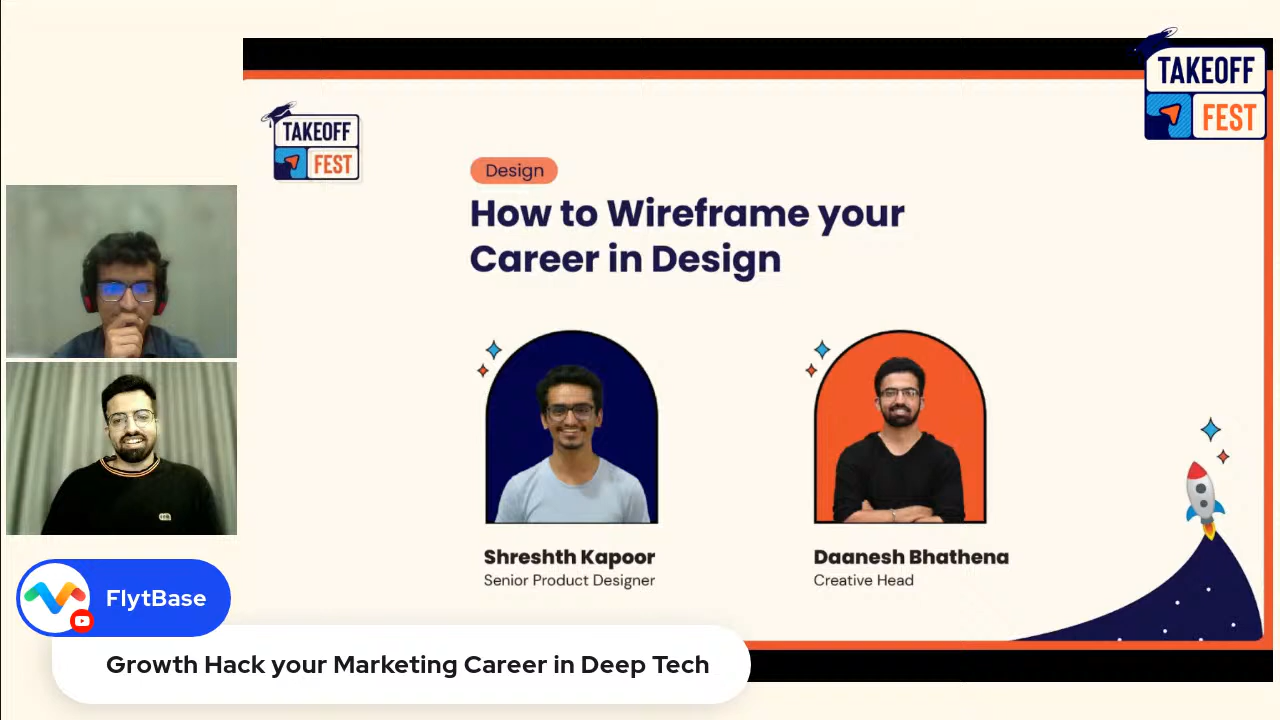 TAKEOFF
FEST
TAKEOFF
FEST
Design
How to Wireframe your
Career in Design
Shreshth Kapoor
Senior Product Designer
Daanesh Bhathena
Creative Head
FlytBase
Growth Hack your Marketing Career in Deep Tech